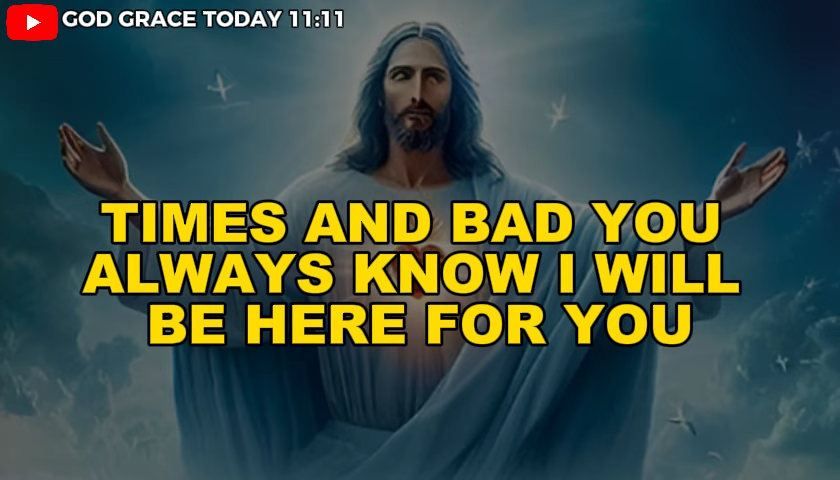 GOD GRACE TODAY 11:11
TIMES AND BAD YOU
ALWAYS KNOW I WILL
BE HERE FOR YOU